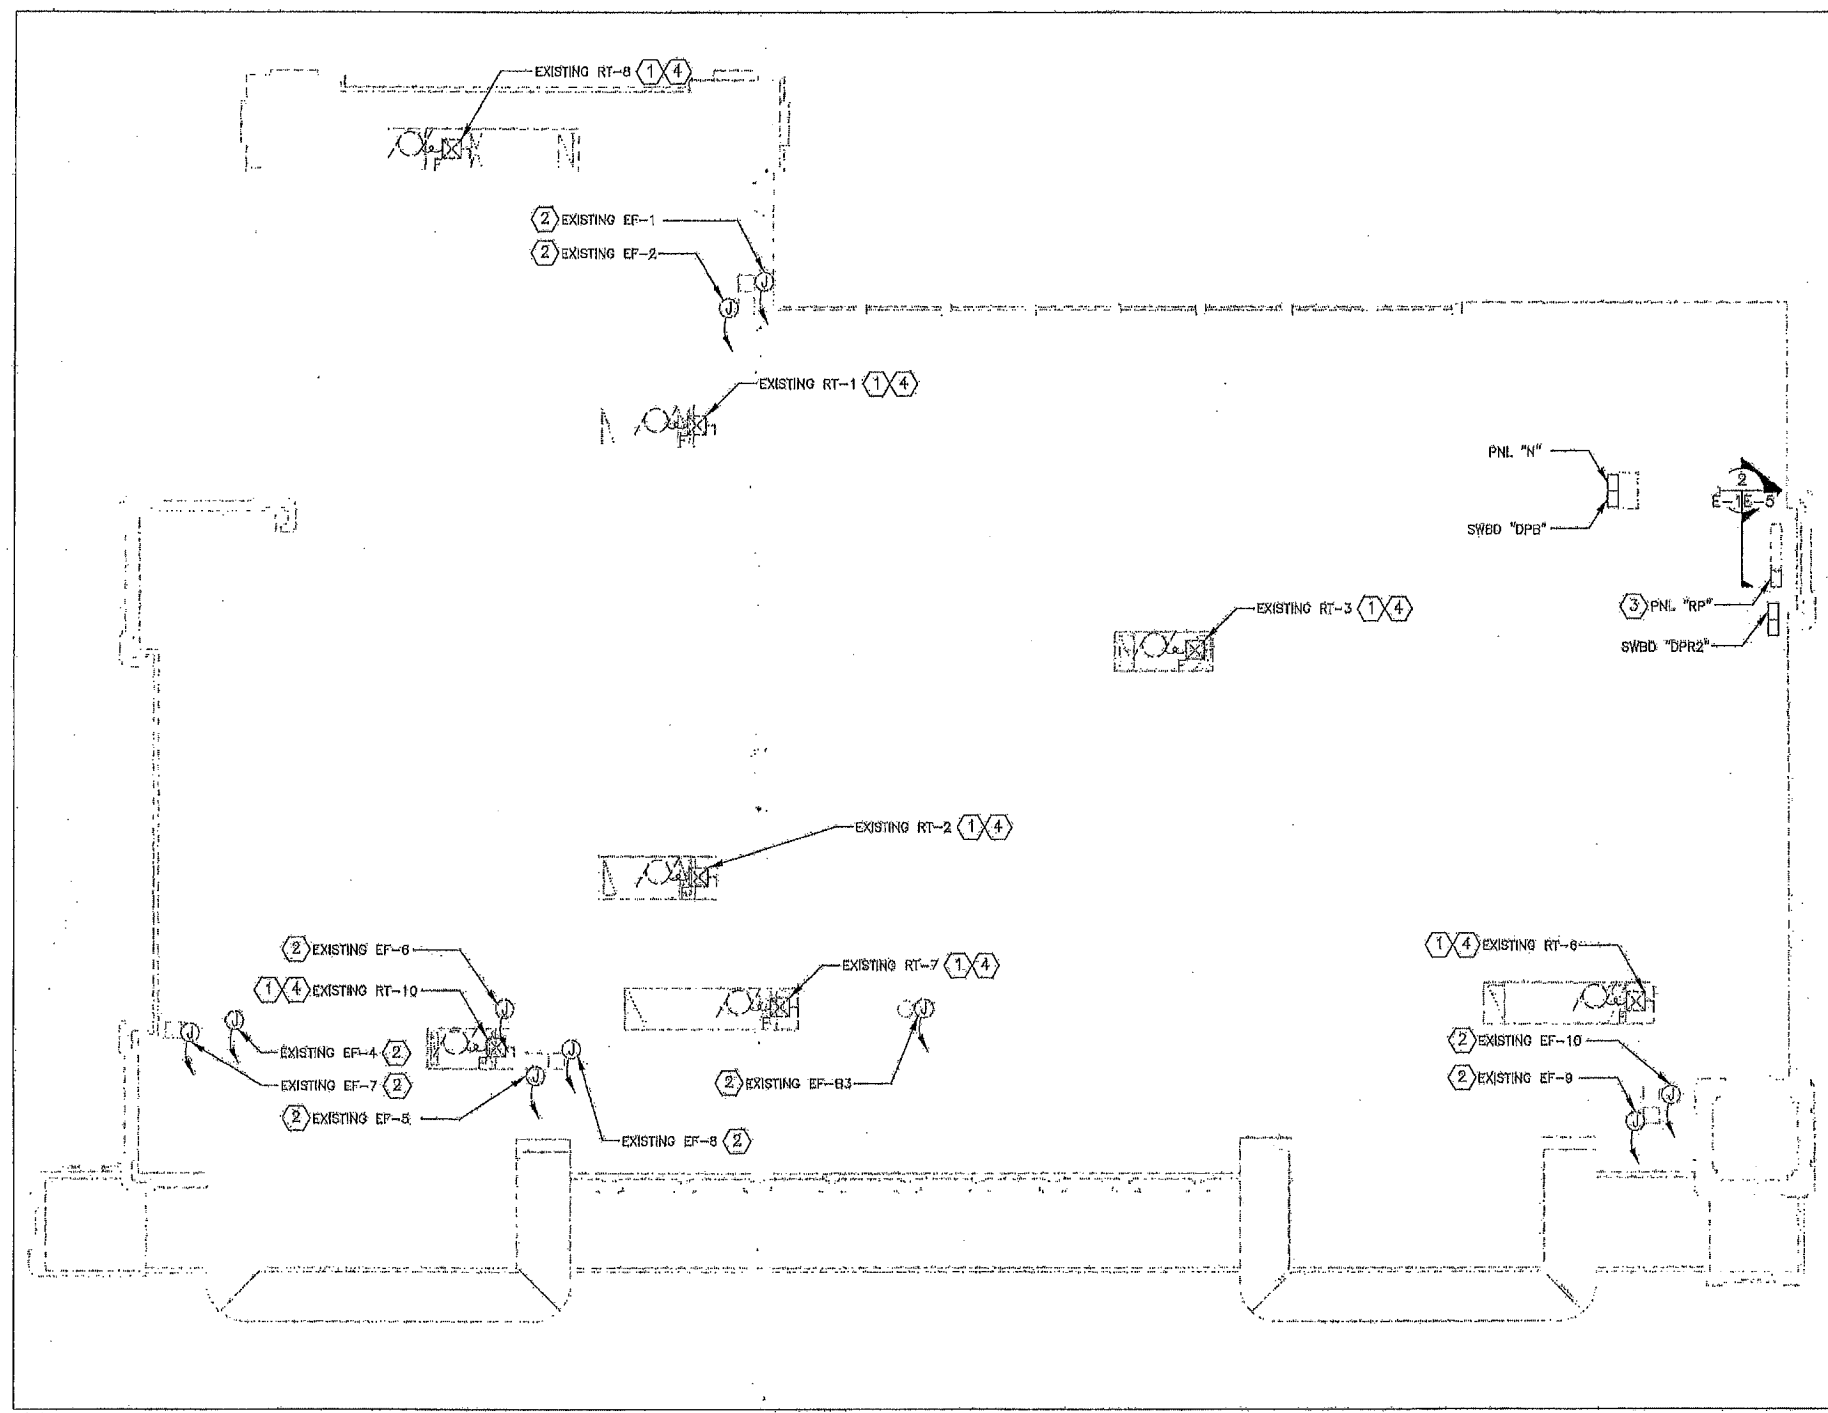 EXISTING RT-8 1 4
2 EXISTING EF-1
2 EXISTING EF-2
J
J
EXISTING RT-1 1 4
PNL "N"
2
E-1 E-5
SWBD "DPB"
3 PNL "RP"
SWBD "DPR2"
EXISTING RT-3 1 4
EXISTING RT-2 1 4
2 EXISTING EF-6
1 4 EXISTING RT-10
EXISTING RT-7 1 4
1 4 EXISTING RT-6
J
J
J
J
J
J
EXISTING EF-4 2
EXISTING EF-7 2
2 EXISTING EF-5
EXISTING EF-8 2
2 EXISTING EF-83
2 EXISTING EF-10
2 EXISTING EF-9
J
J